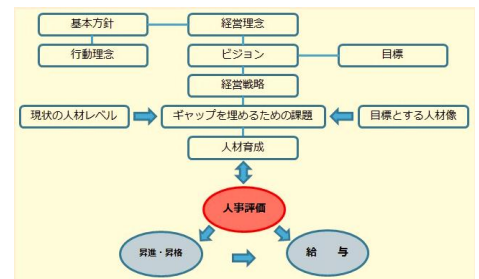 基本方針
経営理念
行動理念
ビジョン
目標
経営戦略
現状の人材レベル
ギャップを埋めるための課題
目標とする人材像
人材育成
人事評価
昇進・昇格
給　与